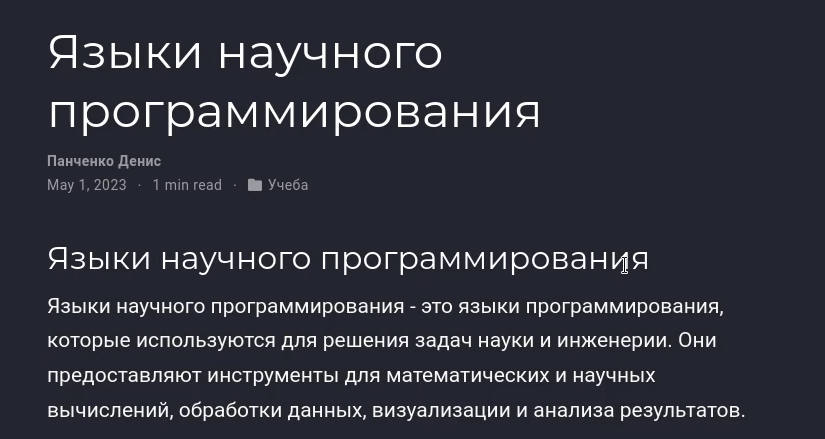 Языки научного
программирования
Панченко Денис
May 1, 2023 · 1 min read · Учеба
Языки научного программирования
Языки научного программирования - это языки программирования,
которые используются для решения задач науки и инженерии. Они
предоставляют инструменты для математических и научных
вычислений, обработки данных, визуализации и анализа результатов.